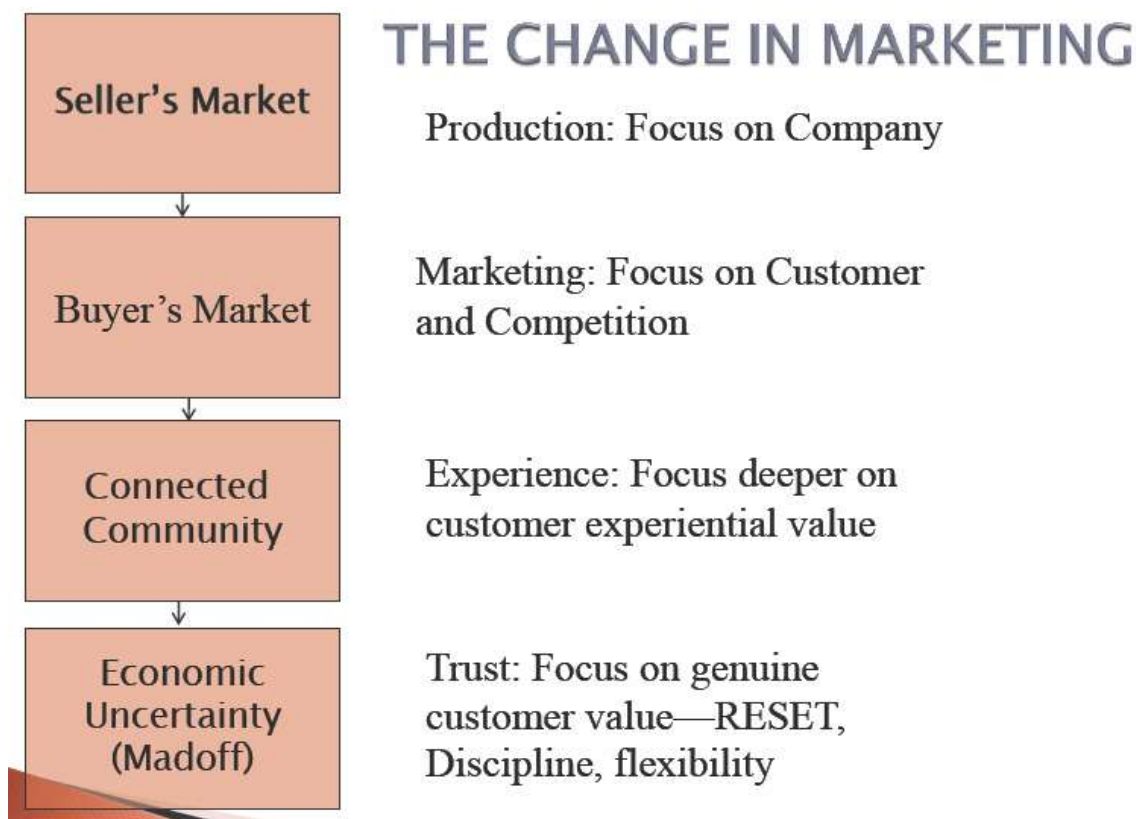 THE CHANGE IN MARKETING
Seller’s Market
Production: Focus on Company
Buyer’s Market
Marketing: Focus on Customer
and Competition
Connected
Community
Experience: Focus deeper on
customer experiential value
Economic
Uncertainty
(Madoff)
Trust: Focus on genuine
customer value—RESET,
Discipline, flexibility